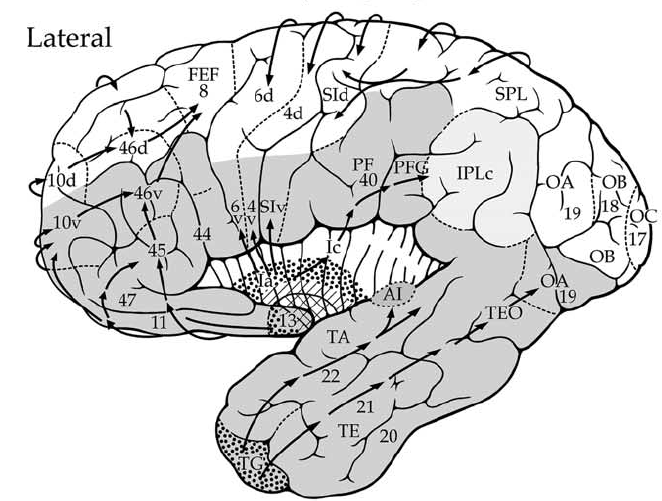 Lateral
FEF
8
6d
4d
SId
SPL
46d
10d
46v
10v
PF
40
PFG
IPLc
OA
19
OB
18
OC
17
OB
6
v
4
v
SIv
44
45
Ic
Ia
47
11
13
AI
TA
22
TEO
OA
19
21
TE
20
TG